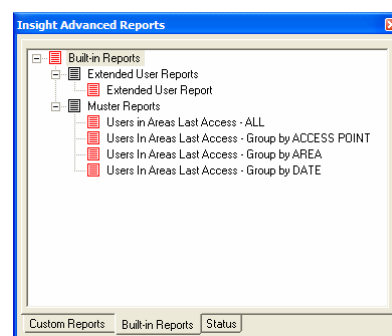 Insight Advanced Reports
Built-in Reports
Extended User Reports
Extended User Report
Muster Reports
Users in Areas Last Access - ALL
Users In Areas Last Access - Group by ACCESS POINT
Users In Areas Last Access - Group by AREA
Users In Areas Last Access - Group by DATE
Custom Reports Built-in Reports Status